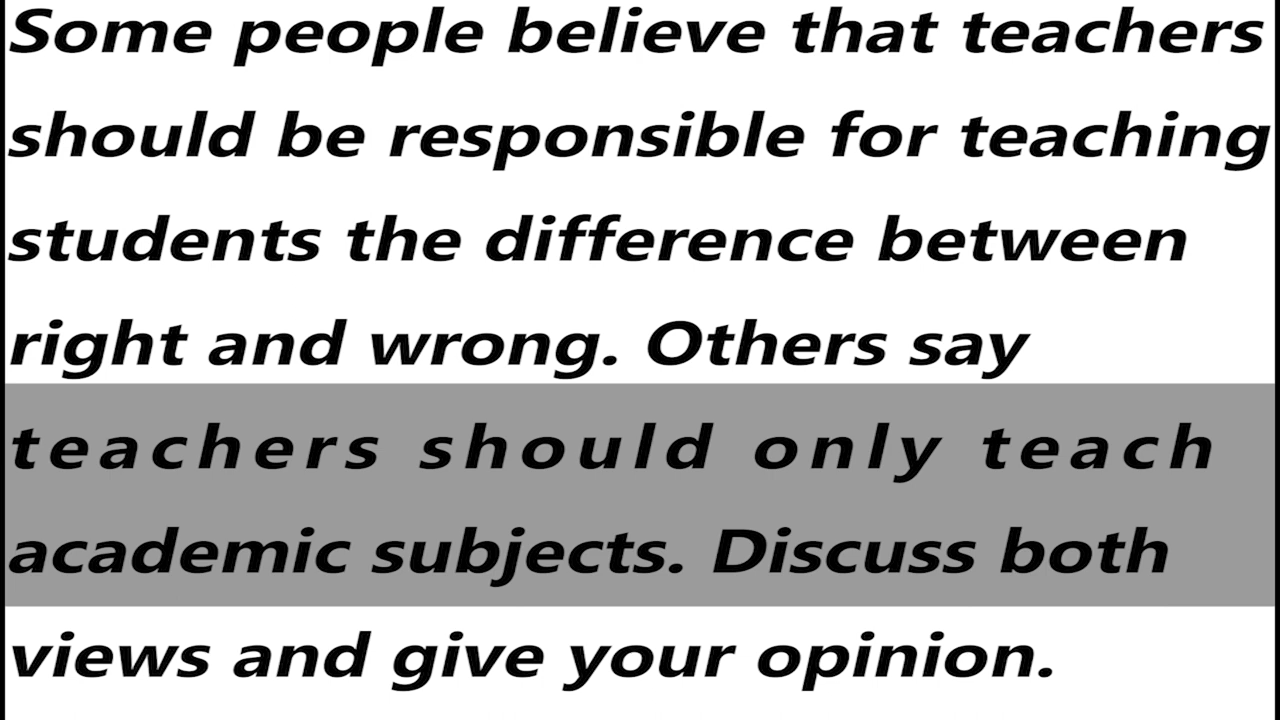 Some people believe that teachers
should be responsible for teaching
students the difference between
right and wrong. Others say
teachers should only teach
academic subjects. Discuss both
views and give your opinion.